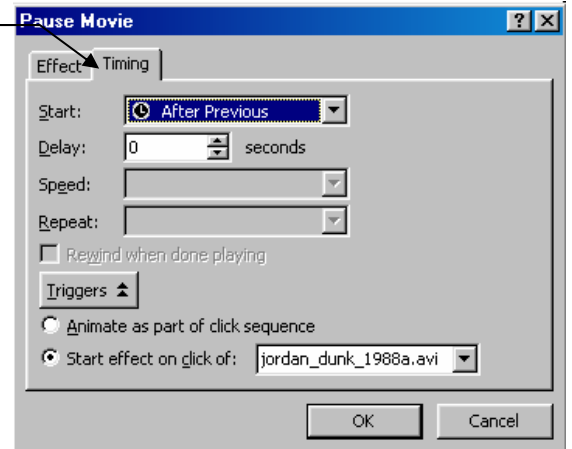 Pause Movie
Effect Timing
Start: After Previous
Delay: 0 seconds
Speed:
Repeat:
Rewind when done playing
Triggers
Animate as part of click sequence
Start effect on click of: jordan_dunk_1988a.avi
OK Cancel